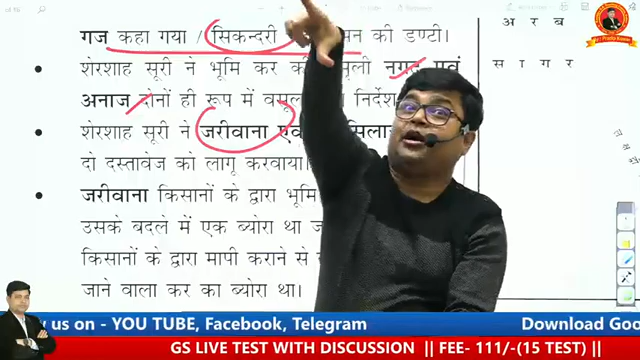 गज कहा गया / सिकन्दरी सन की डण्टी।
अ र ब
शेरशाह सूरी ने भूमि कर की सूली नगद एवं
सा ग र
अनाज दोनों ही रूप में वसूल निर्देश
शेरशाह सूरी ने जरीवाना एवं
दो दस्तावेज को लागू करवाया।
जरीवाना किसानों के द्वारा भूमि
उसके बदले में एक ब्योरा था
किसानों के द्वारा मापी कराने से
जाने वाला कर का ब्योरा था।
us on - YOU TUBE, Facebook, Telegram
Download Goo
GS LIVE TEST WITH DISCUSSION || FEE- 111/-(15 TEST) ||